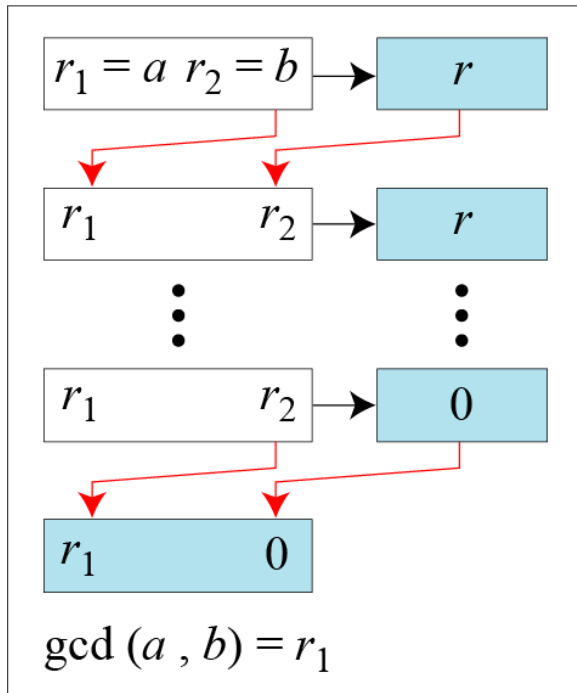 r₁ = a r₂ = b r
r₁ r₂ r
r₁ r₂ 0
r₁ 0
gcd (a , b) = r₁